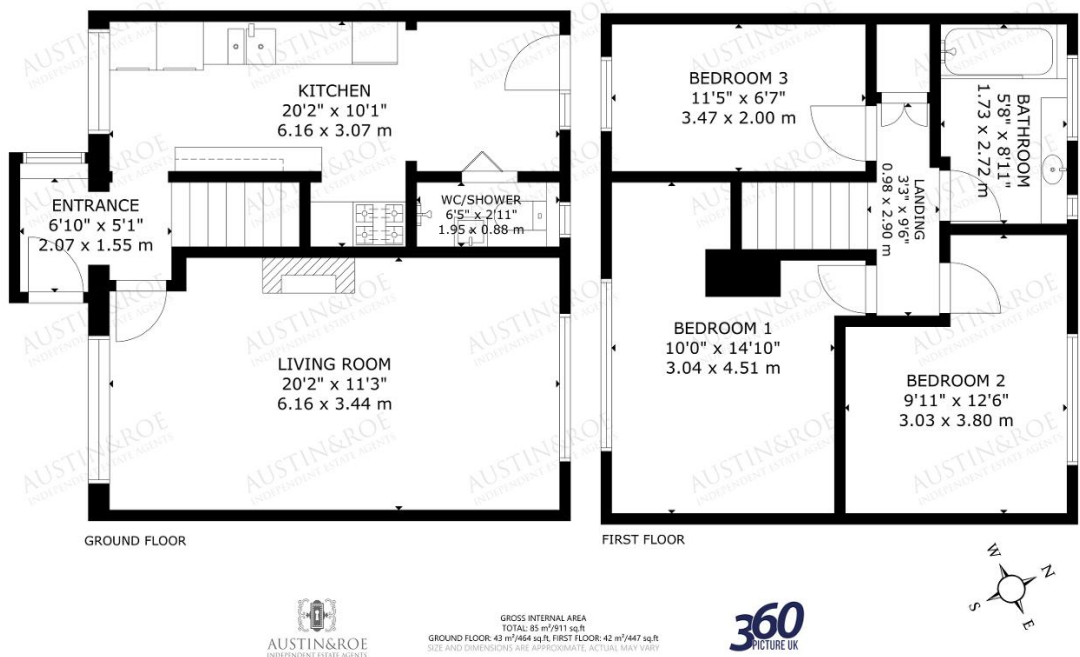 KITCHEN
20'2" x 10'1"
6.16 x 3.07 m
ENTRANCE
6'10" x 5'1"
2.07 x 1.55 m
WC/SHOWER
6'5" x 2'11"
1.95 x 0.88 m
LIVING ROOM
20'2" x 11'3"
6.16 x 3.44 m
GROUND FLOOR
BEDROOM 3
11'5" x 6'7"
3.47 x 2.00 m
BATHROOM
5'8" x 8'11"
1.73 x 2.72 m
LANDING
3'3" x 9'6"
0.98 x 2.90 m
BEDROOM 1
10'0" x 14'10"
3.04 x 4.51 m
BEDROOM 2
9'11" x 12'6"
3.03 x 3.80 m
FIRST FLOOR
W
N
S
E
AUSTIN&ROE
INDEPENDENT ESTATE AGENTS
GROSS INTERNAL AREA
TOTAL: 85 m²/911 sq.ft
GROUND FLOOR: 43 m²/464 sq.ft, FIRST FLOOR: 42 m²/447 sq.ft
SIZE AND DIMENSIONS ARE APPROXIMATE, ACTUAL MAY VARY
360
PICTURE UK
AUSTIN&ROE
INDEPENDENT ESTATE AGENTS